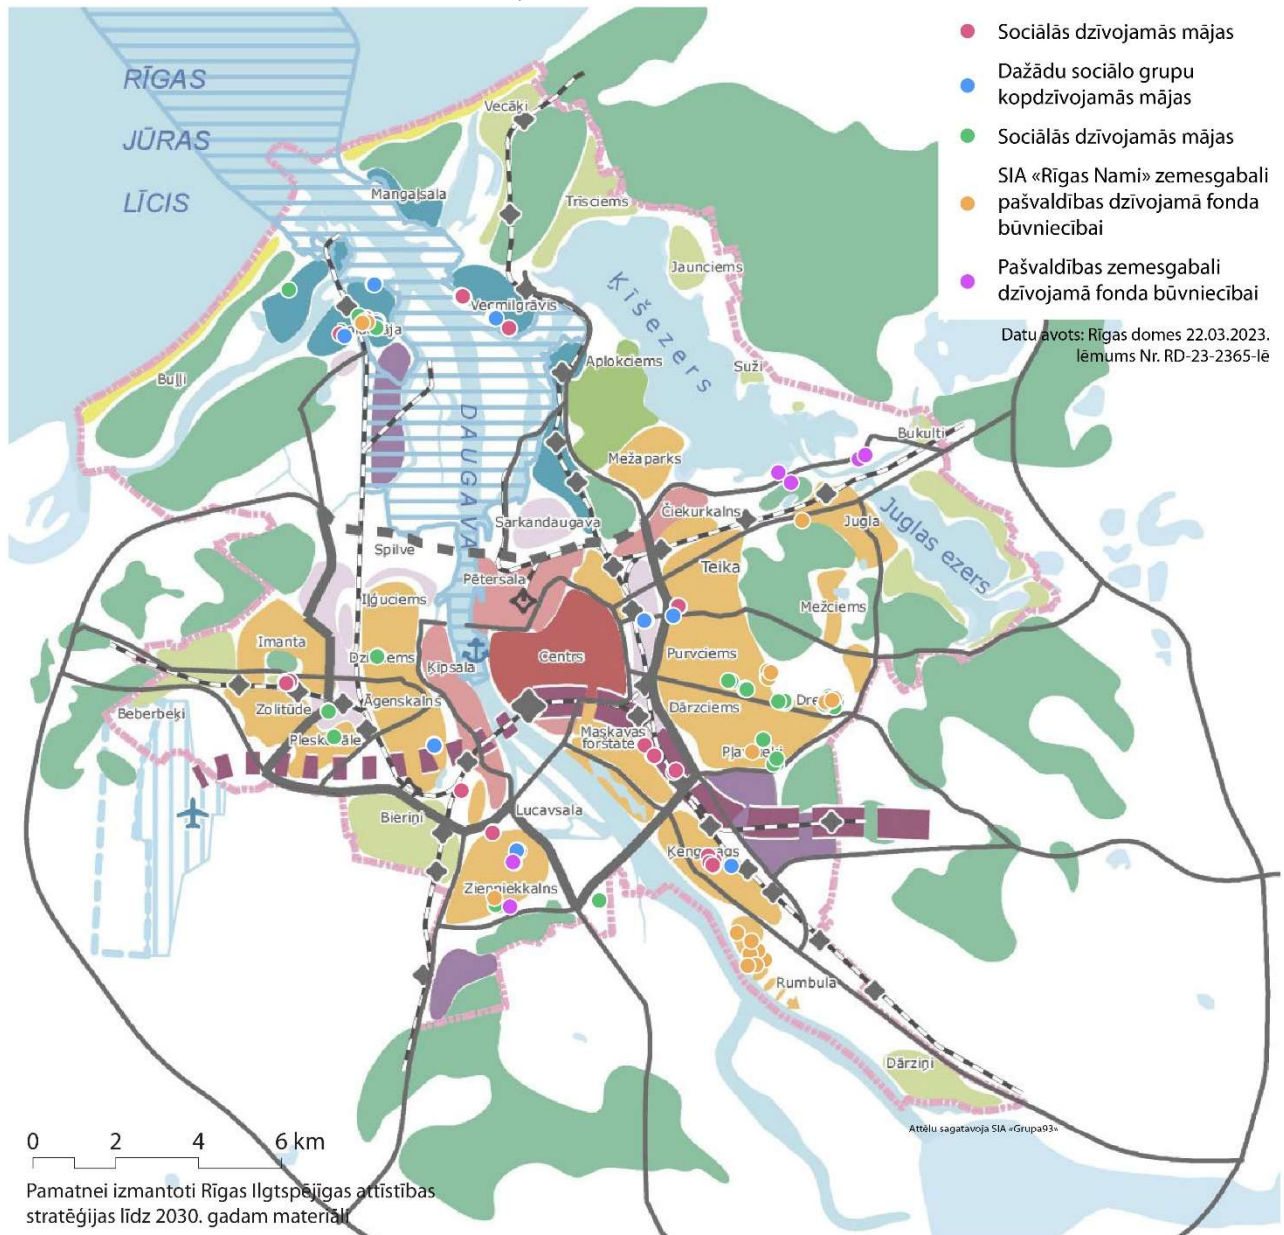 Sociālās dzīvojamās mājas
Dažādu sociālo grupu
kopdzīvojamās mājas
Sociālās dzīvojamās mājas
SIA «Rīgas Nami» zemesgabali
pašvaldības dzīvojamā fonda
būvniecībai
Pašvaldības zemesgabali
dzīvojamā fonda būvniecībai
Datu avots: Rīgas domes 22.03.2023.
lēmums Nr. RD-23-2365-lē
RĪGAS
JŪRAS
LĪCIS
Vecāķi
Mangaļsala
Trisciems
Jaunciems
Ķīšezers
Vecmīlgrāvis
Aplokciems
Suži
Buļļi
DAUGAVA
Bukulti
Mežaparks
Čiekurkalns
Jugla
Juglas ezers
Sarkandaugava
Spilve
Pētersala
Teika
Iļģuciems
Mežciems
Imanta
Ķīpsala
Centrs
Purvciems
Zolitūde
Āgenskalns
Dārzciems
Beberbeķi
Maskavas
forštate
Lucavsala
Bieriņi
Ziepniekkalns
Rumbula
Dārziņi
Attēlu sagatavoja SIA «Grupa93»
0 2 4 6 km
Pamatnei izmantoti Rīgas Ilgtspējīgas attīstības
stratēģijas līdz 2030. gadam materiāli